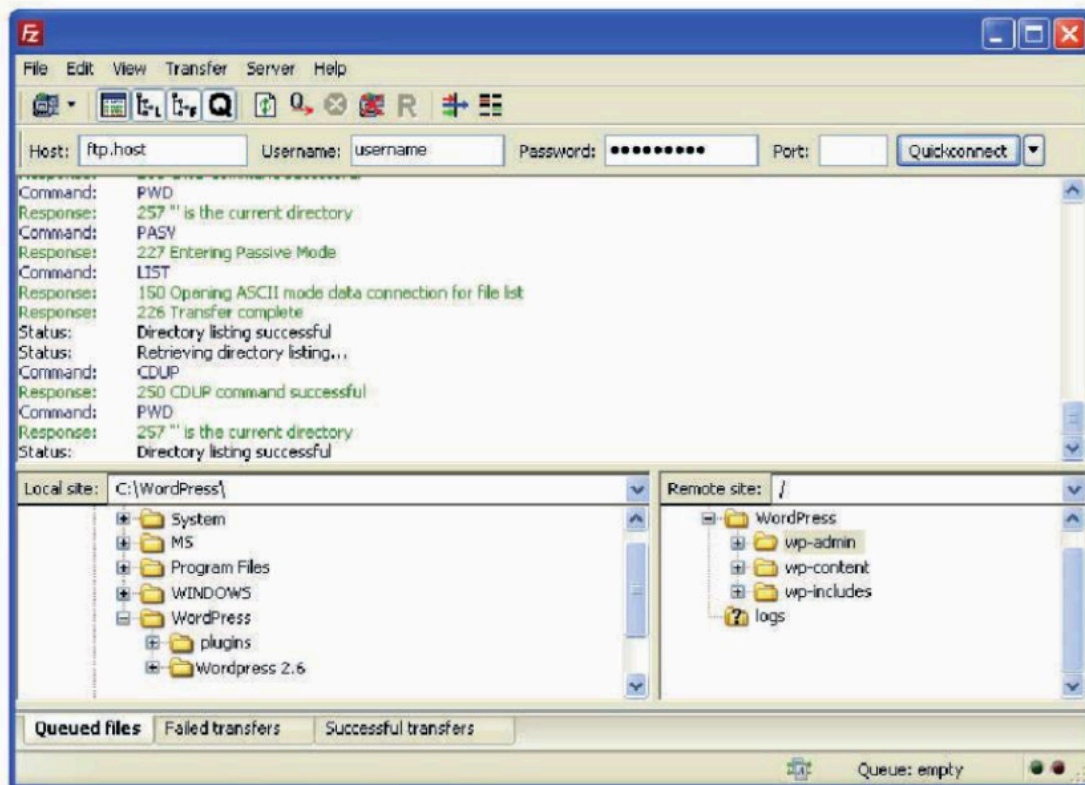 Fz
File Edit View Transfer Server Help
L F Q Q R
Host: ftp.host Username: username Password: ●●●●●●●●● Port: Quickconnect
Command: PWD
Response: 257 "" is the current directory
Command: PASV
Response: 227 Entering Passive Mode
Command: LIST
Response: 150 Opening ASCII mode data connection for file list
Response: 226 Transfer complete
Status: Directory listing successful
Status: Retrieving directory listing...
Command: CDUP
Response: 250 CDUP command successful
Command: PWD
Response: 257 "" is the current directory
Status: Directory listing successful
Local site: C:\WordPress\
System
MS
Program Files
WINDOWS
WordPress
plugins
Wordpress 2.6
Remote site: /
WordPress
wp-admin
wp-content
wp-includes
logs
Queued files Failed transfers Successful transfers
Queue: empty